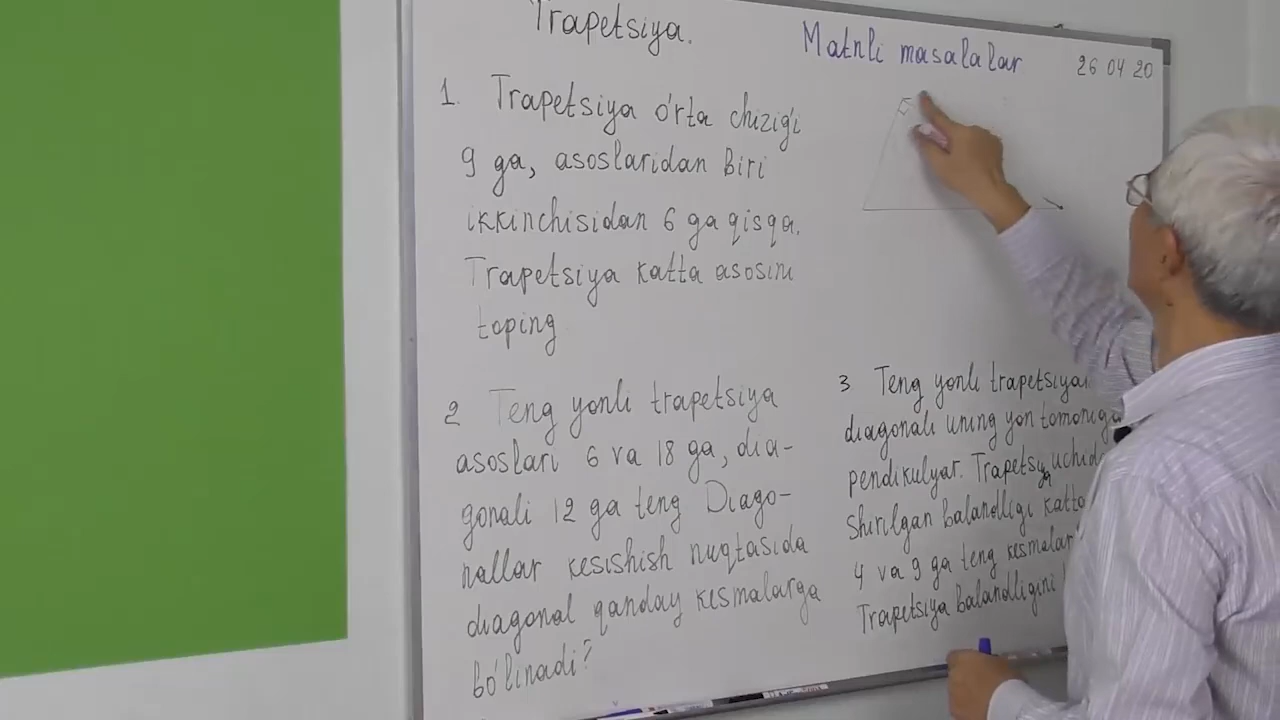 Trapetsiya.
Matnli masalalar
26 04 20
1. Trapetsiya o'rta chizig'i
9 ga, asoslaridan biri
ikkinchisidan 6 ga qisqa.
Trapetsiya katta asosini
toping
2 Teng yonli trapetsiya
asoslari 6 va 18 ga, dia-
gonali 12 ga teng Diago-
nallar kesishish nuqtasida
diagonal qanday kesmalarga
bo'linadi?
3 Teng yonli
diagonali uning yon tomoniga
pendikulyar. Trapetsiya
shirilgan balandligi katta
4 va 9 ga teng
Trapetsiya balandligini